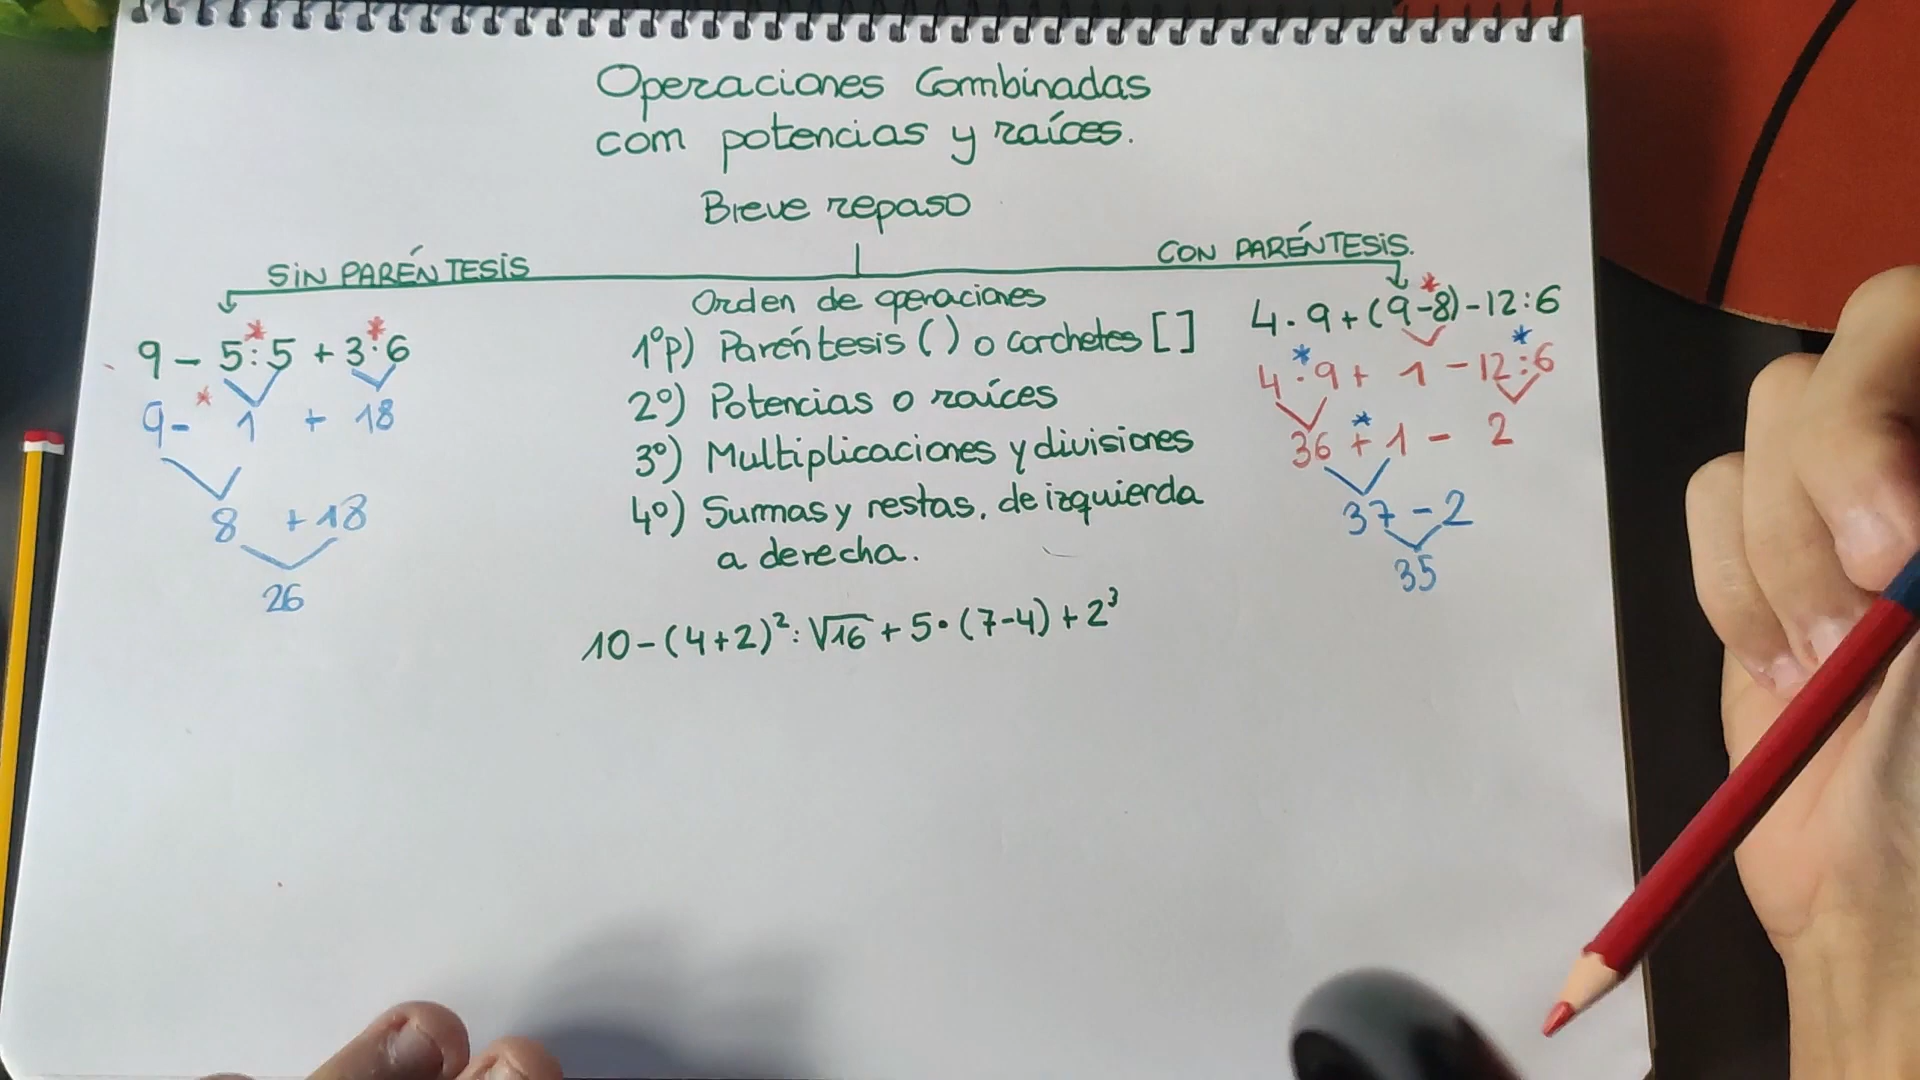 Operaciones Combinadas
com potencias y raíces.
Breve repaso
SIN PARÉNTESIS
9 - 5:5 + 3·6
9 - 1 + 18
8 + 18
26
Orden de operaciones
1ºp) Paréntesis ( ) o corchetes [ ]
2º) Potencias o raíces
3º) Multiplicaciones y divisiones
4º) Sumas y restas, de izquierda
a derecha.
10 - (4+2)² : √16 + 5 · (7-4) + 2³
CON PARÉNTESIS.
4·9 + (9-8) - 12:6
4·9 + 1 - 12:6
36 + 1 - 2
37 - 2
35